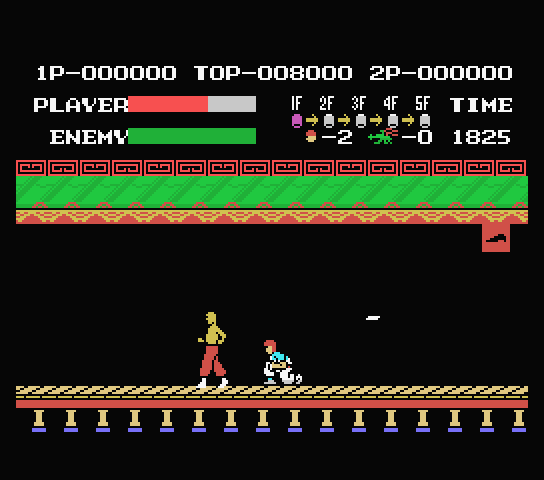 1P-000000 TOP-008000 2P-000000
PLAYER 1F 2F 3F 4F 5F TIME
ENEMY -2 -0 1825